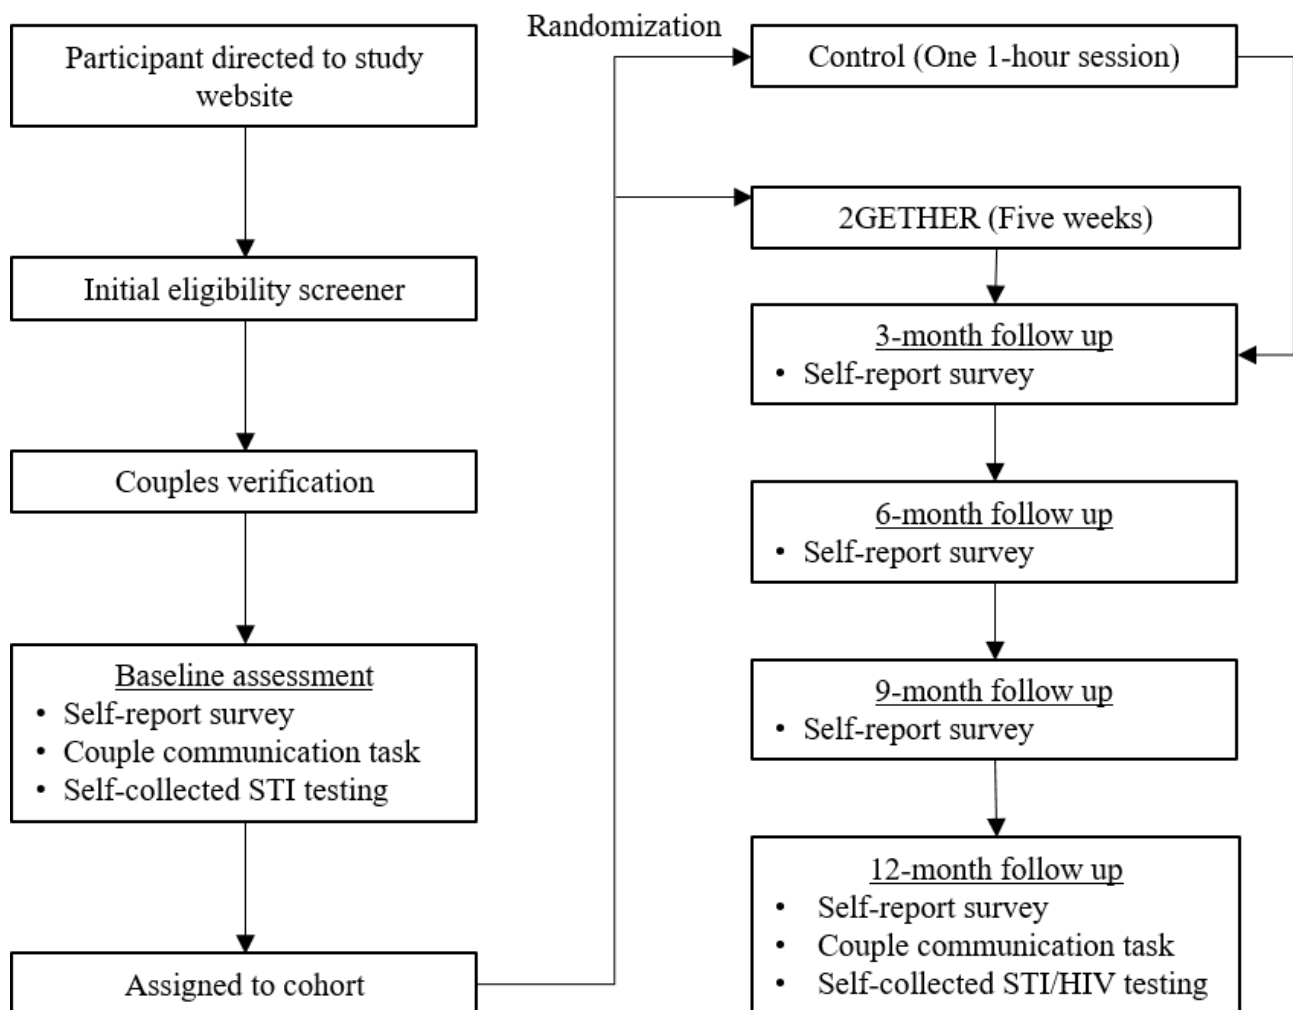 Participant directed to study
website
Initial eligibility screener
Couples verification
Baseline assessment
• Self-report survey
• Couple communication task
• Self-collected STI testing
Assigned to cohort
Randomization
Control (One 1-hour session)
2GETHER (Five weeks)
3-month follow up
• Self-report survey
6-month follow up
• Self-report survey
9-month follow up
• Self-report survey
12-month follow up
• Self-report survey
• Couple communication task
• Self-collected STI/HIV testing